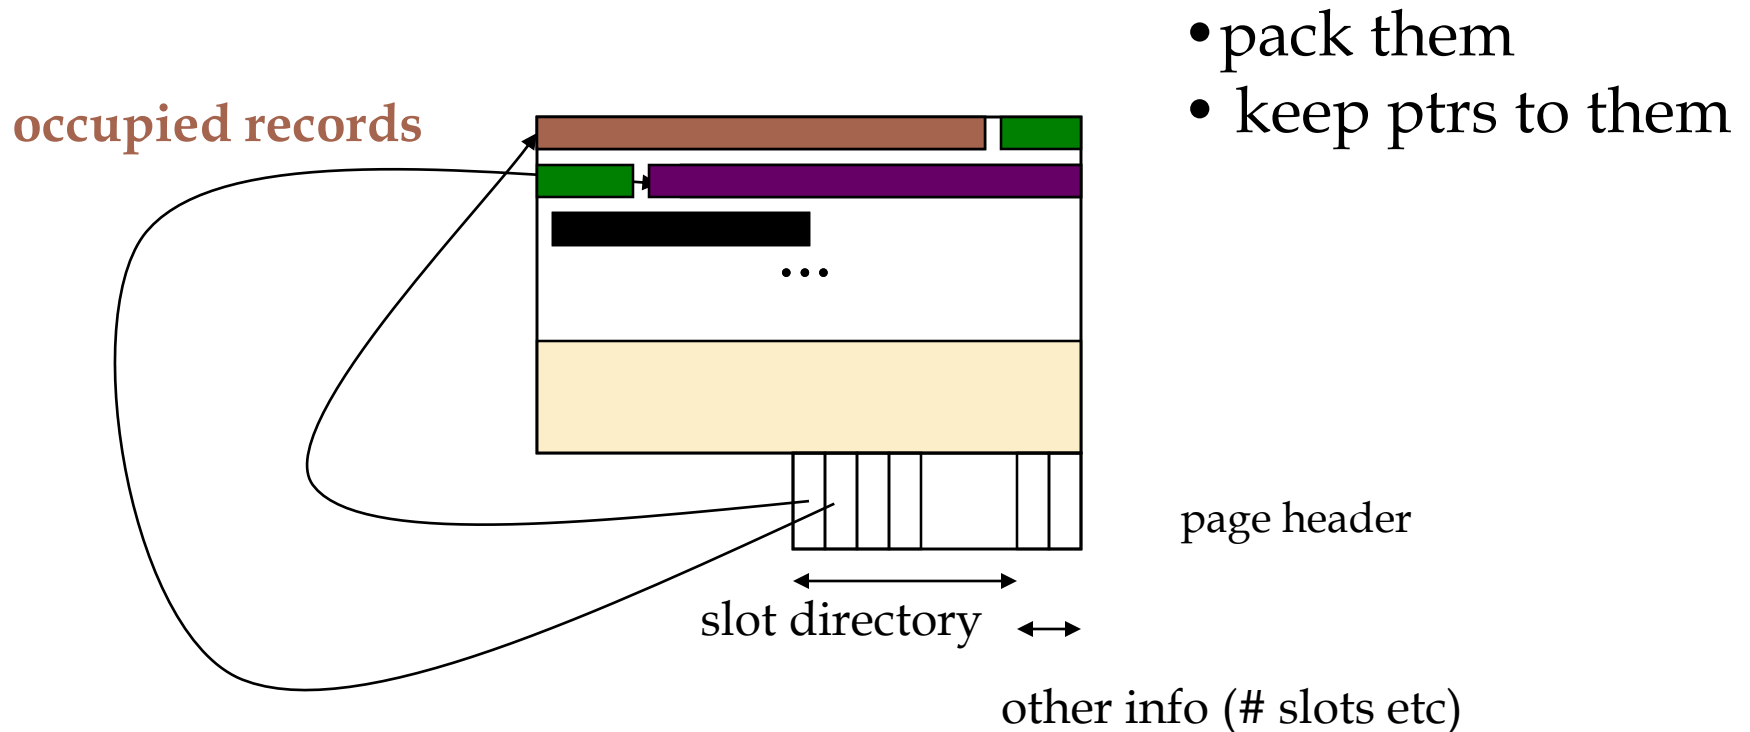 •pack them
• keep ptrs to them
occupied records
...
page header
slot directory
other info (# slots etc)